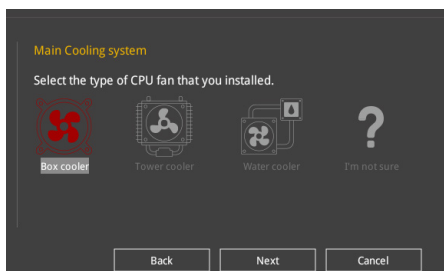 Main Cooling system
Select the type of CPU fan that you installed.
Box cooler Tower cooler Water cooler I'm not sure
Back Next Cancel